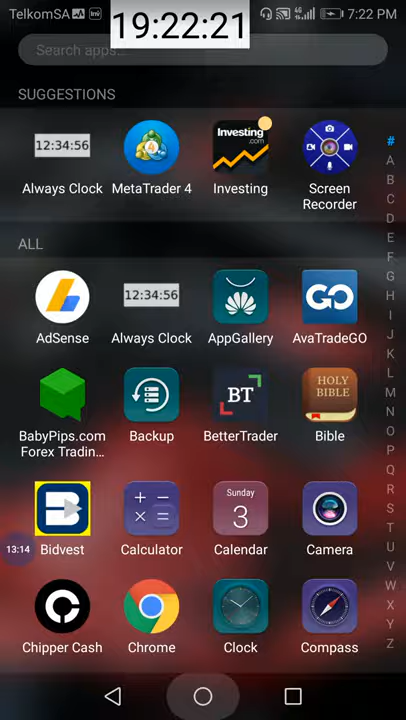 TelkomSA
19:22:21
7:22 PM
Search apps...
SUGGESTIONS
12:34:56
Investing
.com
Always Clock
MetaTrader 4
Investing
Screen
Recorder
#
A
B
C
D
E
F
G
H
I
J
K
L
M
N
O
P
Q
R
S
T
U
V
W
X
Y
Z
ALL
12:34:56
GO
AdSense
Always Clock
AppGallery
AvaTradeGO
BT
HOLY
BIBLE
BabyPips.com
Forex Tradin...
Backup
BetterTrader
Bible
B
Sunday
3
13:14
Bidvest
Calculator
Calendar
Camera
Chipper Cash
Chrome
Clock
Compass